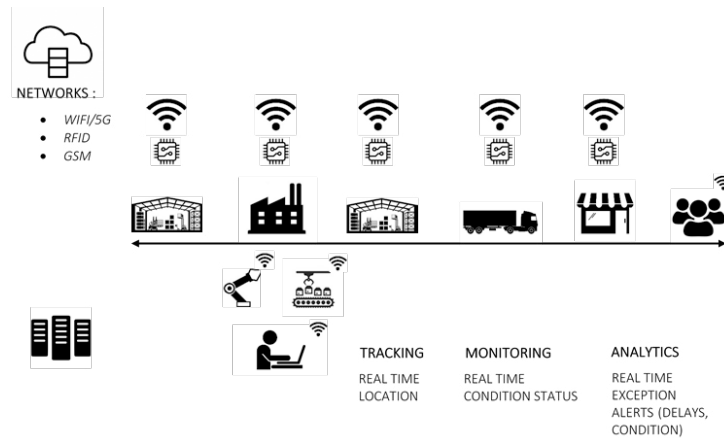 NETWORKS :
• WIFI/5G
• RFID
• GSM
TRACKING
REAL TIME
LOCATION
MONITORING
REAL TIME
CONDITION STATUS
ANALYTICS
REAL TIME
EXCEPTION
ALERTS (DELAYS,
CONDITION)